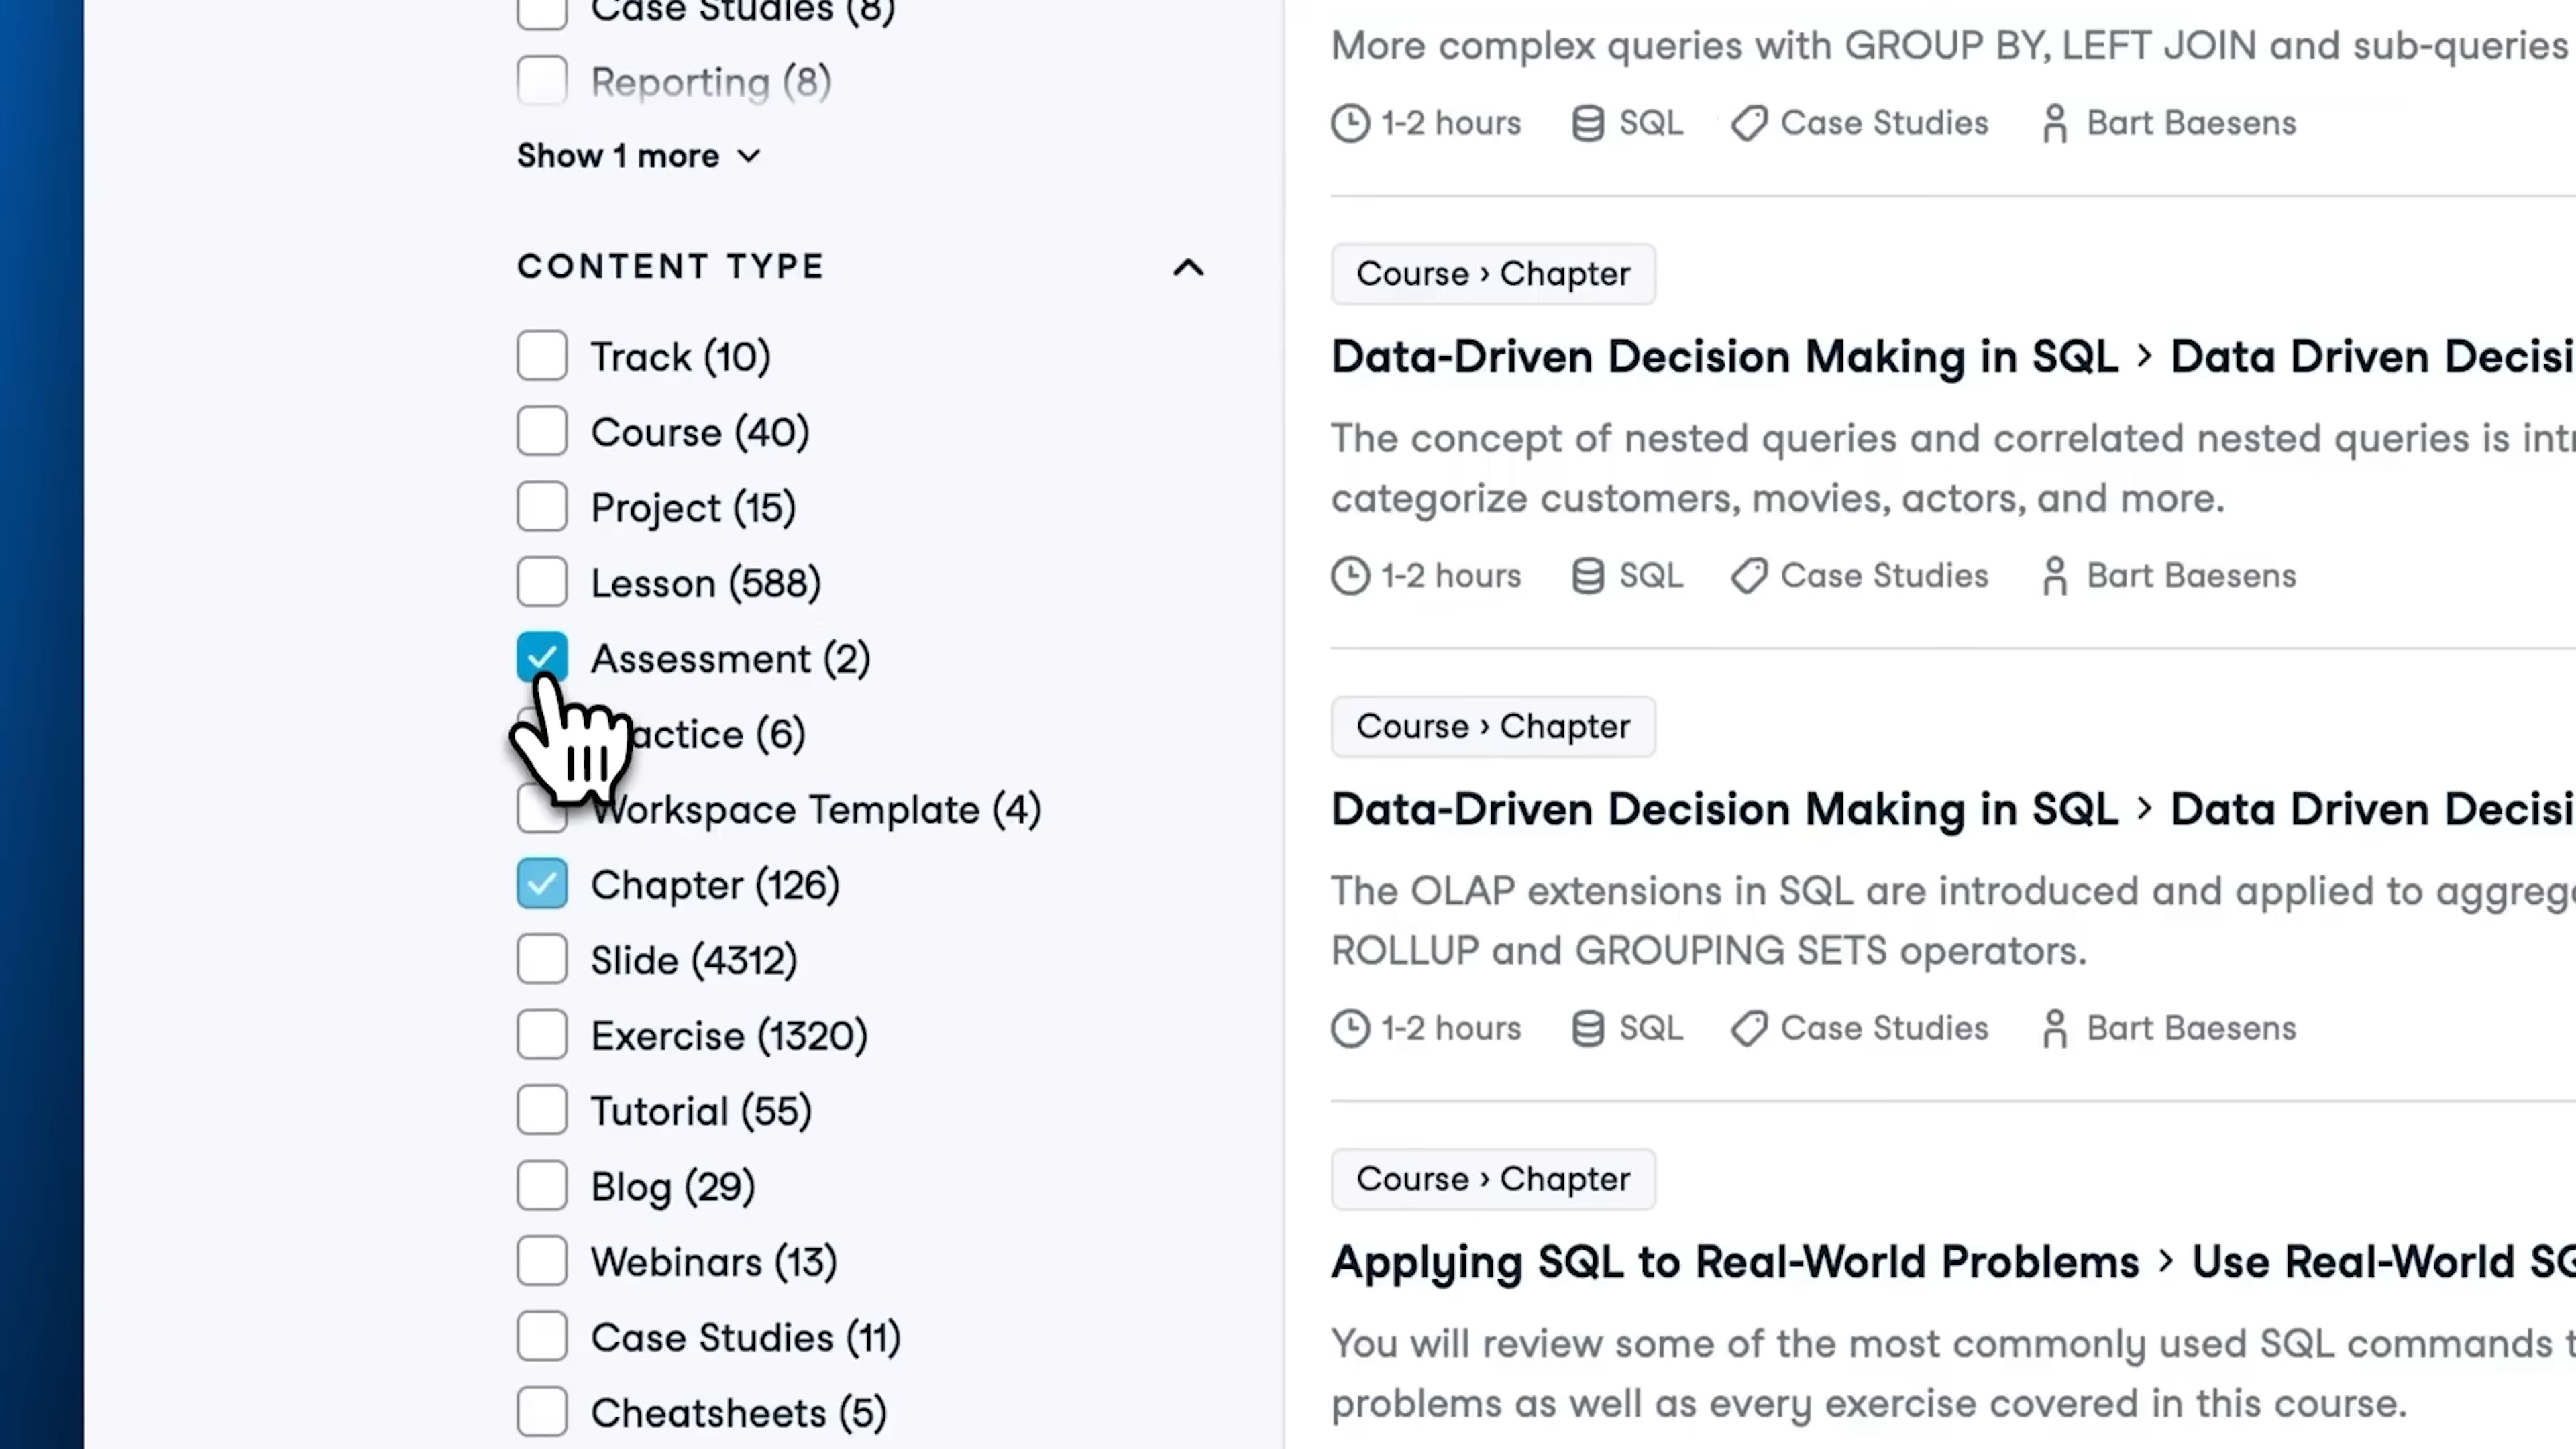 Case Studies (8)
Reporting (8)
Show 1 more
CONTENT TYPE
Track (10)
Course (40)
Project (15)
Lesson (588)
Assessment (2)
actice (6)
Workspace Template (4)
Chapter (126)
Slide (4312)
Exercise (1320)
Tutorial (55)
Blog (29)
Webinars (13)
Case Studies (11)
Cheatsheets (5)
More complex queries with GROUP BY, LEFT JOIN and sub-queries
1-2 hours SQL Case Studies Bart Baesens
Course › Chapter
Data-Driven Decision Making in SQL > Data Driven Decisi
The concept of nested queries and correlated nested queries is int
categorize customers, movies, actors, and more.
1-2 hours SQL Case Studies Bart Baesens
Course › Chapter
Data-Driven Decision Making in SQL > Data Driven Decisi
The OLAP extensions in SQL are introduced and applied to aggreg
ROLLUP and GROUPING SETS operators.
1-2 hours SQL Case Studies Bart Baesens
Course › Chapter
Applying SQL to Real-World Problems > Use Real-World SQ
You will review some of the most commonly used SQL commands t
problems as well as every exercise covered in this course.